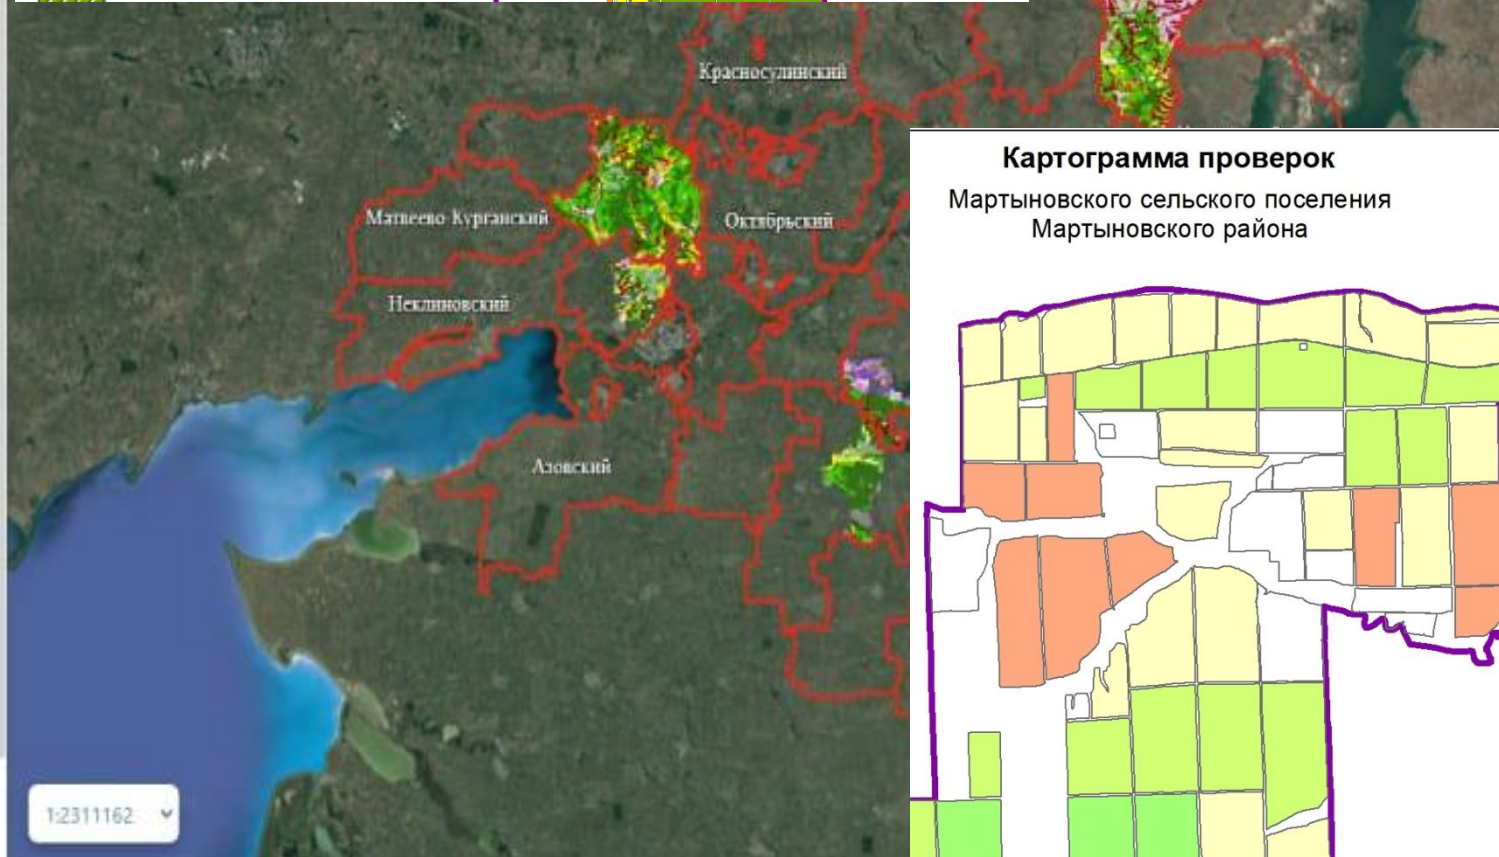 Красносулинский
Матвеево-Курганский
Октябрьский
Неклиновский
Азовский
1:2311162
Картограмма проверок
Мартыновского сельского поселения
Мартыновского района